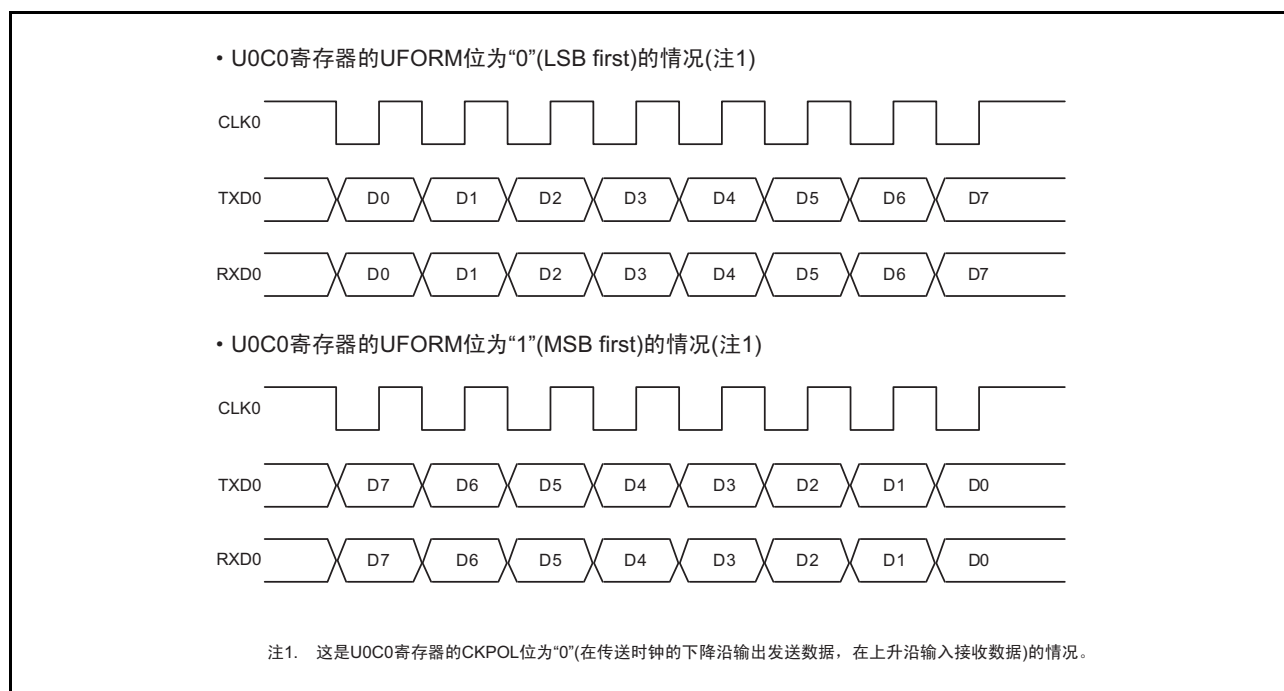 • U0C0寄存器的UFORM位为“0”(LSB first)的情况(注1)
CLK0
TXD0 D0 D1 D2 D3 D4 D5 D6 D7
RXD0 D0 D1 D2 D3 D4 D5 D6 D7
• U0C0寄存器的UFORM位为“1”(MSB first)的情况(注1)
CLK0
TXD0 D7 D6 D5 D4 D3 D2 D1 D0
RXD0 D7 D6 D5 D4 D3 D2 D1 D0
注1. 这是U0C0寄存器的CKPOL位为“0”(在传送时钟的下降沿输出发送数据，在上升沿输入接收数据)的情况。